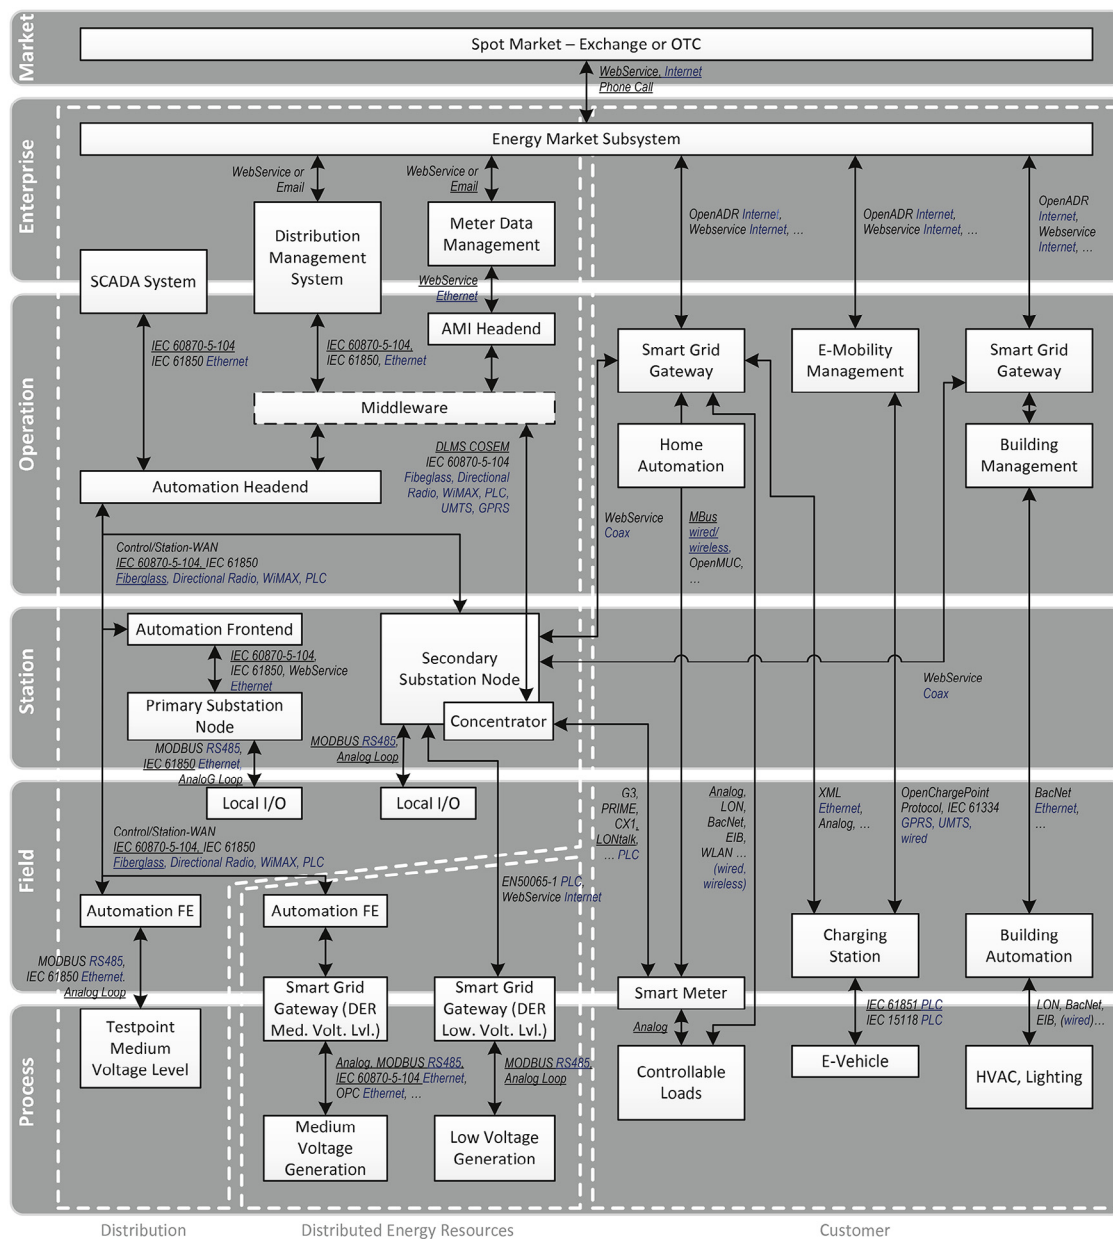 Market
Spot Market – Exchange or OTC
WebService, Internet
Phone Call
Enterprise
Energy Market Subsystem
WebService or
Email
WebService or
Email
Distribution
Management
System
Meter Data
Management
SCADA System
WebService
Ethernet
OpenADR Internet,
Webservice Internet, ...
OpenADR Internet,
Webservice Internet, ...
OpenADR
Internet,
Webservice
Internet, ...
Operation
AMI Headend
IEC 60870-5-104
IEC 61850 Ethernet
IEC 60870-5-104,
IEC 61850, Ethernet
Middleware
Smart Grid
Gateway
E-Mobility
Management
Smart Grid
Gateway
Home
Automation
Building
Management
DLMS COSEM
IEC 60870-5-104
Fibeglass, Directional
Radio, WiMAX, PLC,
UMTS, GPRS
Automation Headend
WebService
Coax
MBus
wired/
wireless,
OpenMUC,
...
Control/Station-WAN
IEC 60870-5-104, IEC 61850
Fiberglass, Directional Radio, WiMAX, PLC
Station
Automation Frontend
IEC 60870-5-104,
IEC 61850, WebService
Ethernet
Secondary
Substation Node
Concentrator
WebService
Coax
Primary Substation
Node
MODBUS RS485,
IEC 61850 Ethernet,
AnaloG Loop
MODBUS RS485,
Analog Loop
Field
Local I/O
Local I/O
G3,
PRIME,
CX1,
LONtalk,
... PLC
Analog,
LON,
BacNet,
EIB,
WLAN ...
(wired,
wireless)
XML
Ethernet,
Analog, ...
OpenChargePoint
Protocol, IEC 61334
GPRS, UMTS,
wired
BacNet
Ethernet,
...
Control/Station-WAN
IEC 60870-5-104, IEC 61850
Fiberglass, Directional Radio, WiMAX, PLC
EN50065-1 PLC,
WebService Internet
Automation FE
Automation FE
Charging
Station
Building
Automation
MODBUS RS485,
IEC 61850 Ethernet.
Analog Loop
Smart Grid
Gateway (DER
Med. Volt. Lvl.)
Smart Grid
Gateway (DER
Low. Volt. Lvl.)
Smart Meter
Process
Testpoint
Medium
Voltage Level
Analog
IEC 61851 PLC
IEC 15118 PLC
LON, BacNet,
EIB, (wired)...
Analog, MODBUS RS485,
IEC 60870-5-104 Ethernet,
OPC Ethernet, ...
MODBUS RS485,
Analog Loop
Controllable
Loads
E-Vehicle
HVAC, Lighting
Medium
Voltage
Generation
Low Voltage
Generation
Distribution
Distributed Energy Resources
Customer